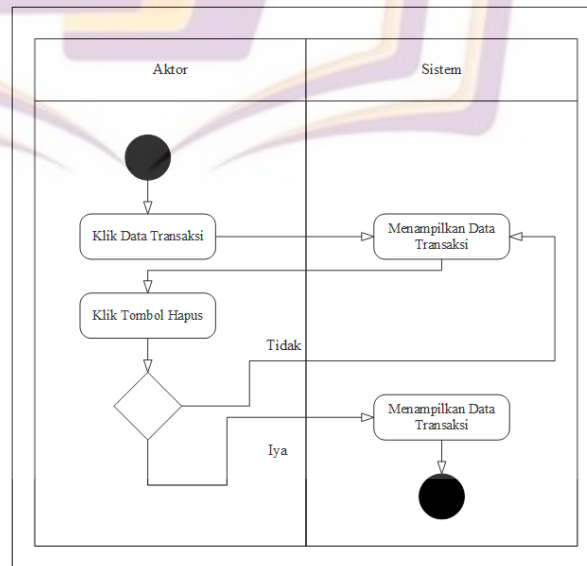 Aktor
Sistem
Klik Data Transaksi
Menampilkan Data
Transaksi
Klik Tombol Hapus
Tidak
Menampilkan Data
Transaksi
Iya